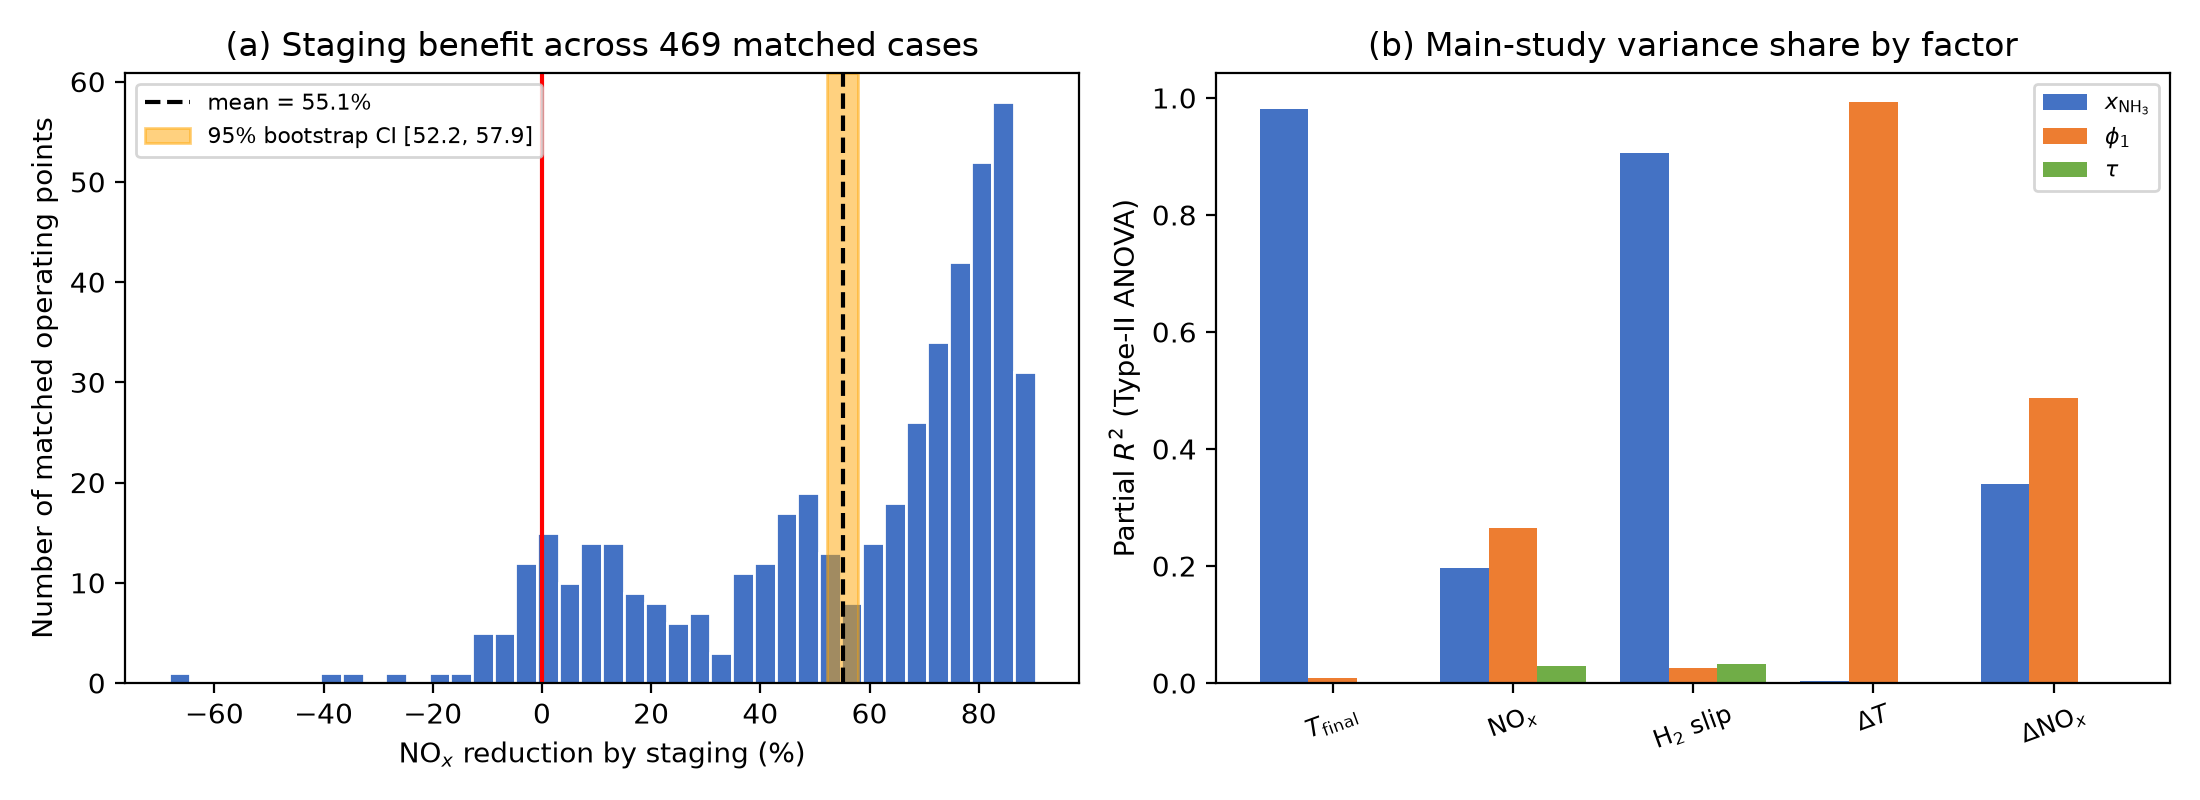 (a) Staging benefit across 469 matched cases
mean = 55.1%
95% bootstrap CI [52.2, 57.9]
Number of matched operating points
60
50
40
30
20
10
0
−60
−40
−20
0
20
40
60
80
NOₓ reduction by staging (%)
(b) Main-study variance share by factor
x_NH₃
ϕ₁
τ
Partial R² (Type-II ANOVA)
1.0
0.8
0.6
0.4
0.2
0.0
T_final
NOₓ
H₂ slip
ΔT
ΔNOₓ